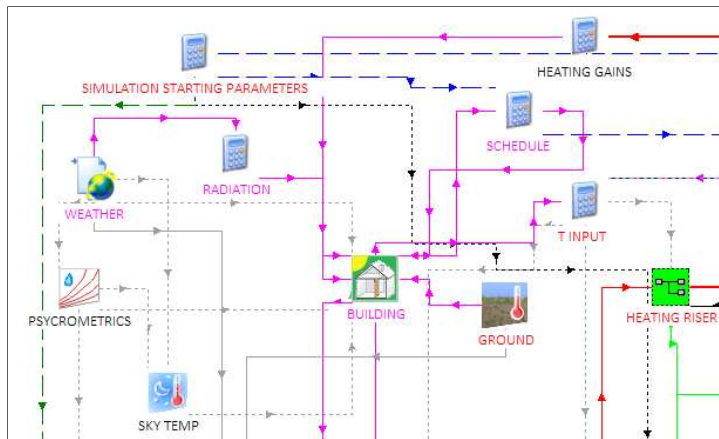 HEATING GAINS
SIMULATION STARTING PARAMETERS
SCHEDULE
RADIATION
WEATHER
T INPUT
BUILDING
PSYCROMETRICS
HEATING RISER
GROUND
SKY TEMP